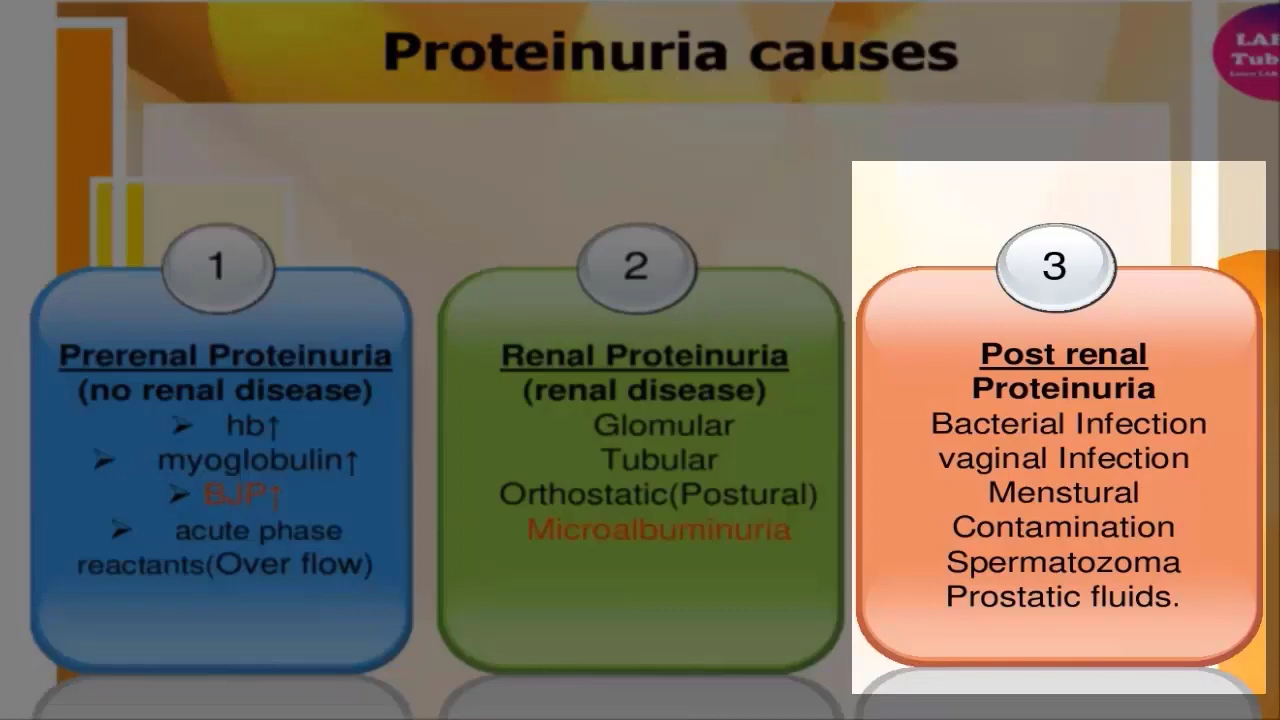 Proteinuria causes
LAB
Tub
1
Prerenal Proteinuria
(no renal disease)
➢ hb↑
➢ myoglobulin↑
➢ BJP↑
➢ acute phase
reactants(Over flow)
2
Renal Proteinuria
(renal disease)
Glomular
Tubular
Orthostatic(Postural)
Microalbuminuria
3
Post renal
Proteinuria
Bacterial Infection
vaginal Infection
Menstural
Contamination
Spermatozoma
Prostatic fluids.